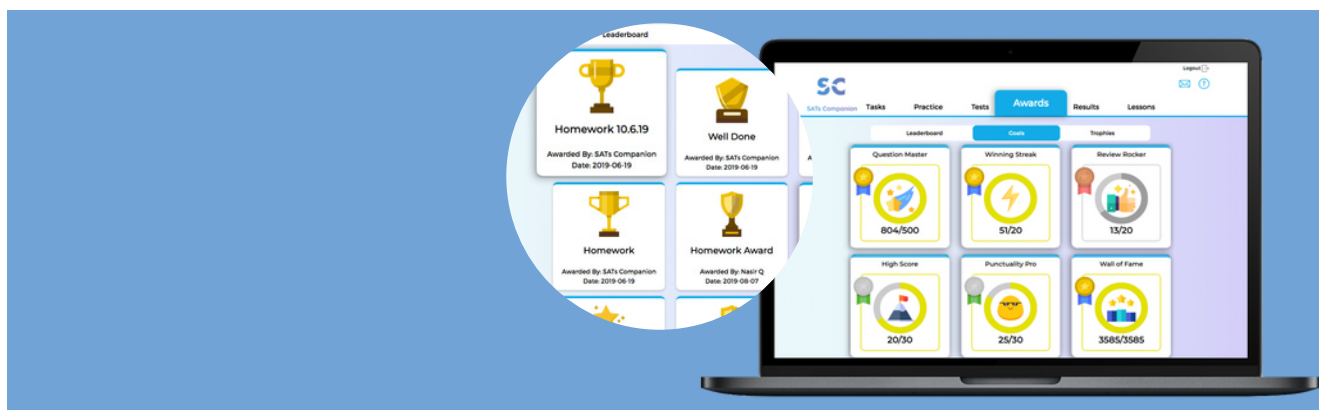 Leaderboard
Homework 10.6.19
Awarded By: SATs Companion
Date: 2019-06-19
Well Done
Awarded By: SATs Companion
Date: 2019-06-19
Homework
Awarded By: SATs Companion
Date: 2019-06-19
Homework Award
Awarded By: Nasir Q
Date: 2019-08-07
Logout
SC
SATs Companion
Tasks
Practice
Tests
Awards
Results
Lessons
Leaderboard
Goals
Trophies
Question Master
804/500
Winning Streak
51/20
Review Rocker
13/20
High Score
20/30
Punctuality Pro
25/30
Wall of Fame
3585/3585